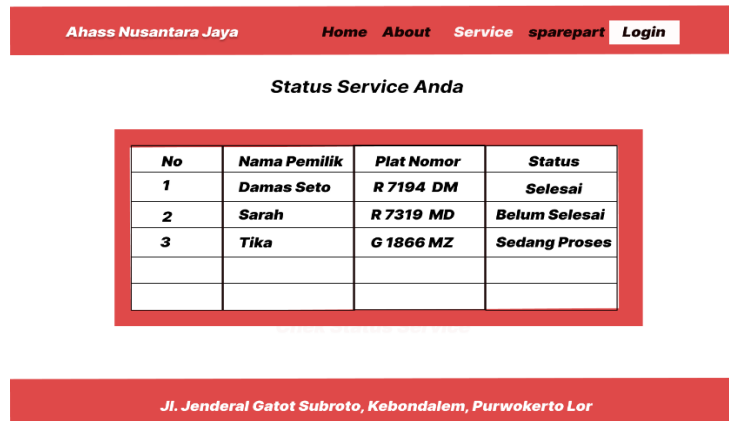 Ahass Nusantara Jaya Home About Service sparepart Login
Status Service Anda
No Nama Pemilik Plat Nomor Status
1 Damas Seto R 7194 DM Selesai
2 Sarah R 7319 MD Belum Selesai
3 Tika G 1866 MZ Sedang Proses
Status Service
Jl. Jenderal Gatot Subroto, Kebondalem, Purwokerto Lor